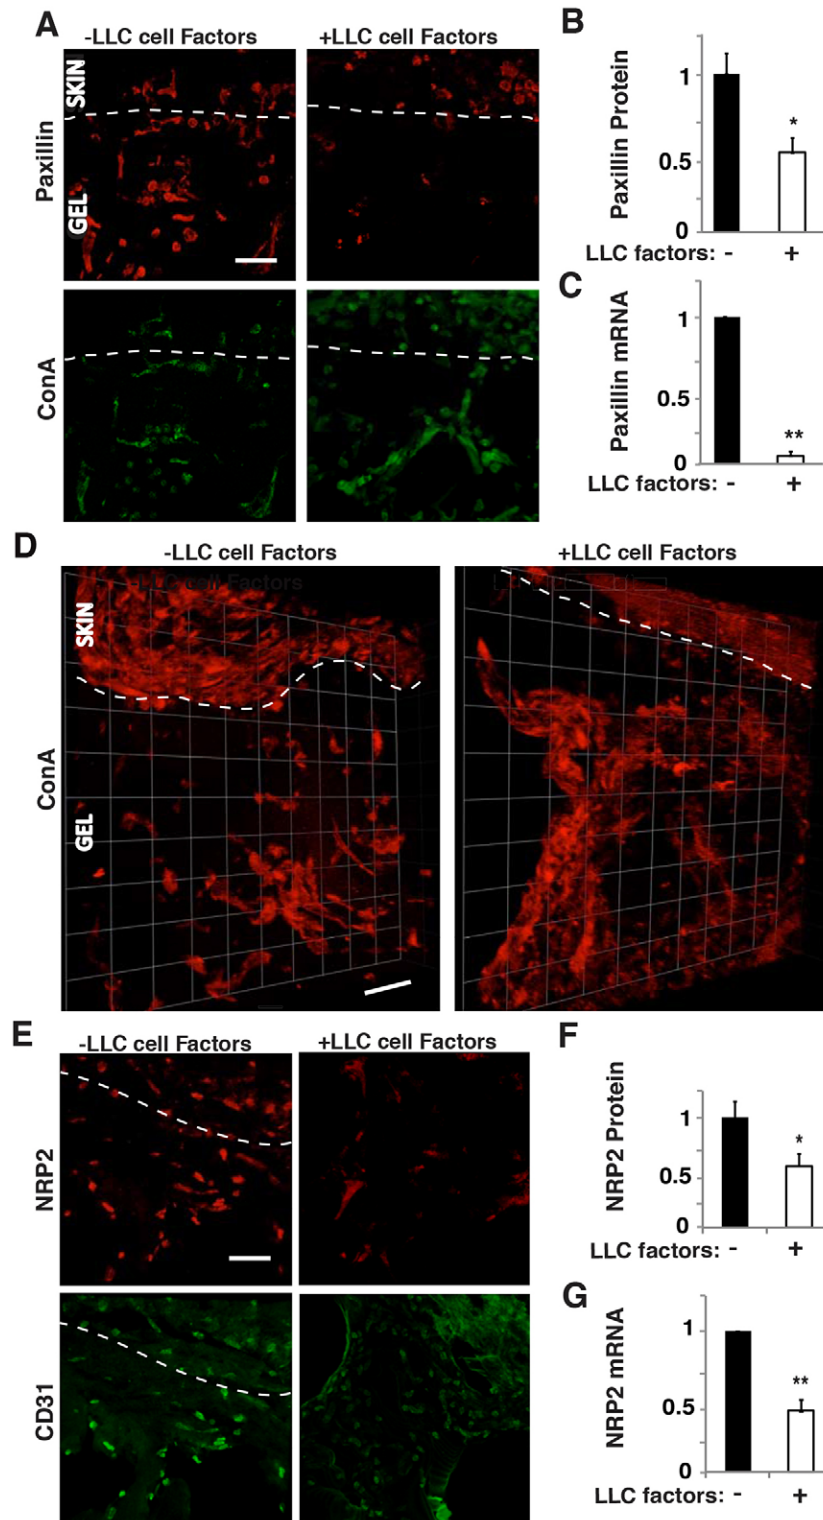 A
-LLC cell Factors
+LLC cell Factors
Paxillin
SKIN
GEL
ConA
B
Paxillin Protein
1
*
0.5
0
LLC factors: - +
C
Paxillin mRNA
1
0.5
**
0
LLC factors: - +
D
-LLC cell Factors
+LLC cell Factors
-LLC cell Factors
SKIN
ConA
GEL
E
-LLC cell Factors
+LLC cell Factors
NRP2
CD31
F
NRP2 Protein
1
*
0.5
0
LLC factors: - +
G
NRP2 mRNA
1
**
0.5
0
LLC factors: - +